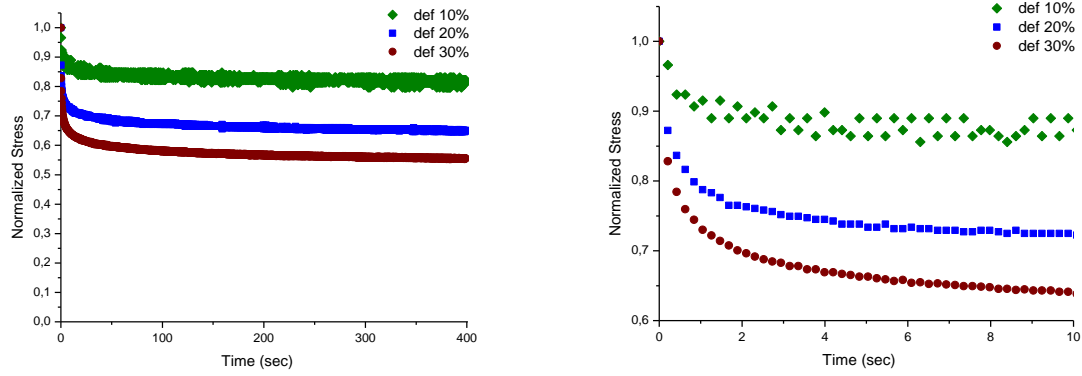 def 10%
def 20%
def 30%
1,0
0,9
0,8
0,7
0,6
0,5
0,4
0,3
0,2
0,1
0,0
Normalized Stress
0
100
200
300
400
Time (sec)
def 10%
def 20%
def 30%
1,0
0,9
0,8
0,7
0,6
Normalized Stress
0
2
4
6
8
10
Time (sec)